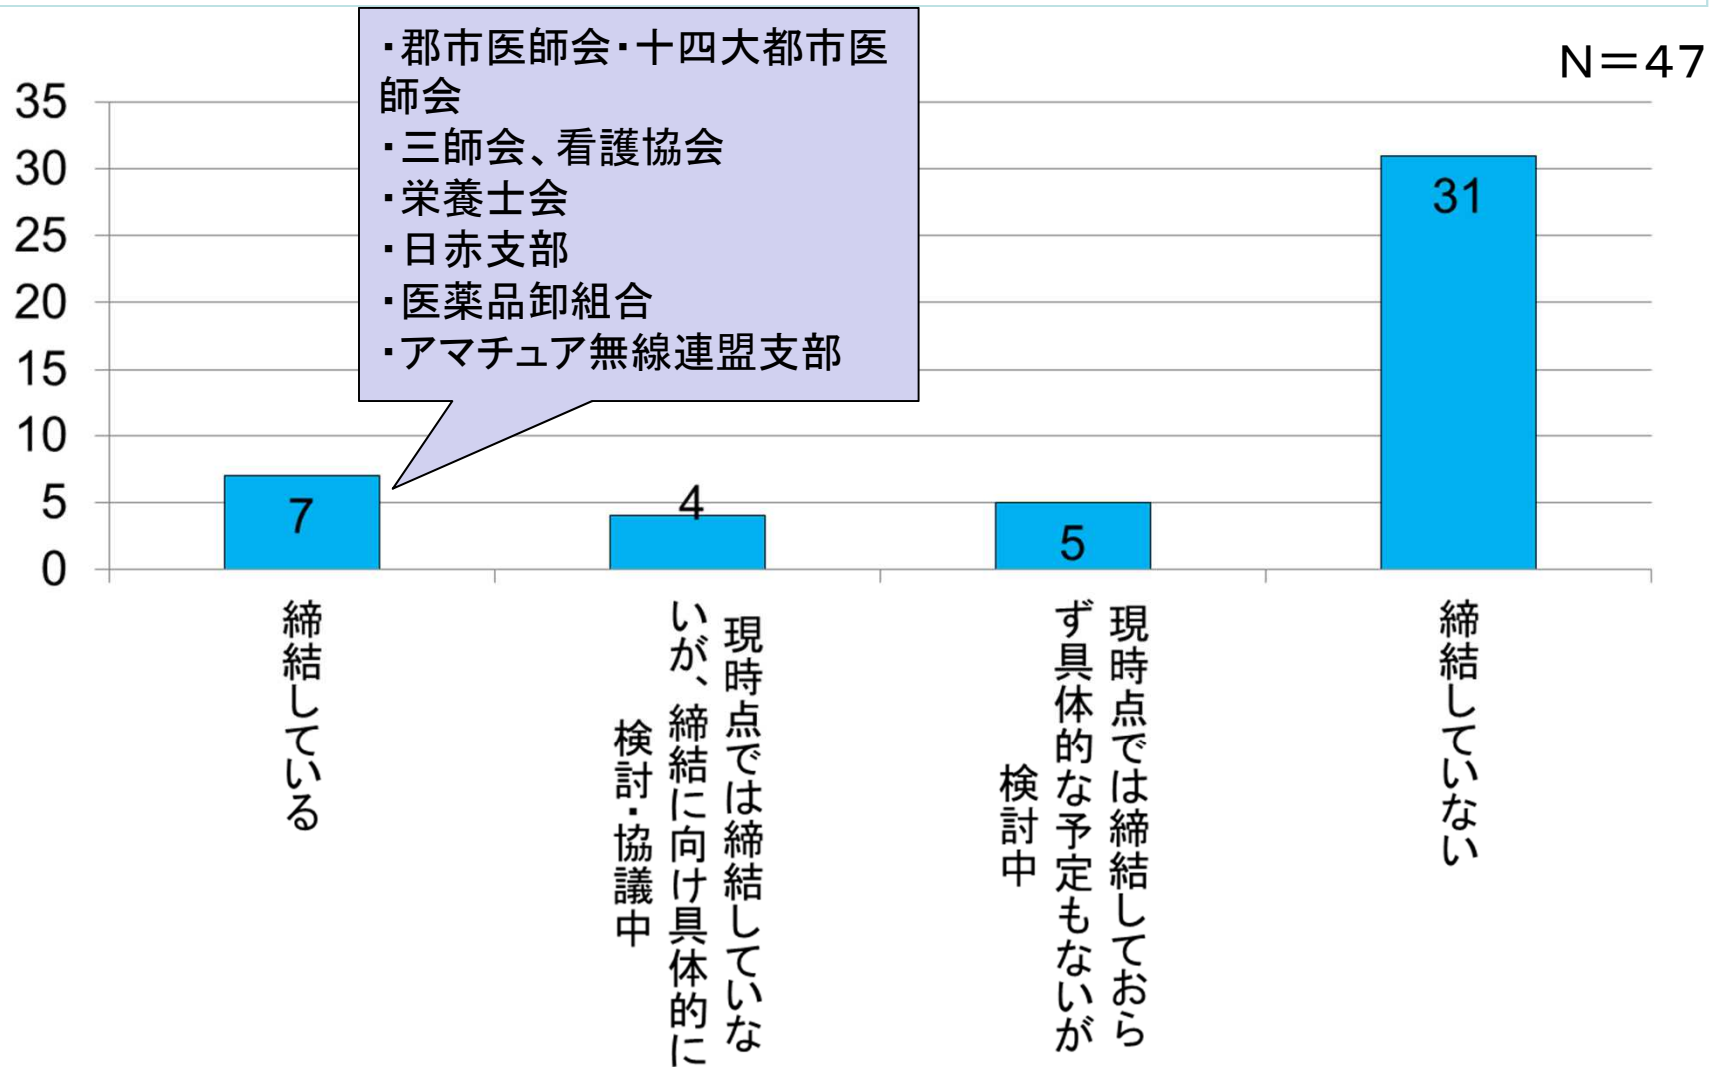 ・郡市医師会・十四大都市医
師会
・三師会、看護協会
・栄養士会
・日赤支部
・医薬品卸組合
・アマチュア無線連盟支部
N=47
35
30
25
20
15
10
5
0
7
4
5
31
締結している
現時点では締結していな
いが、締結に向け具体的に
検討・協議中
現時点では締結しておら
ず具体的な予定もないが
検討中
締結していない